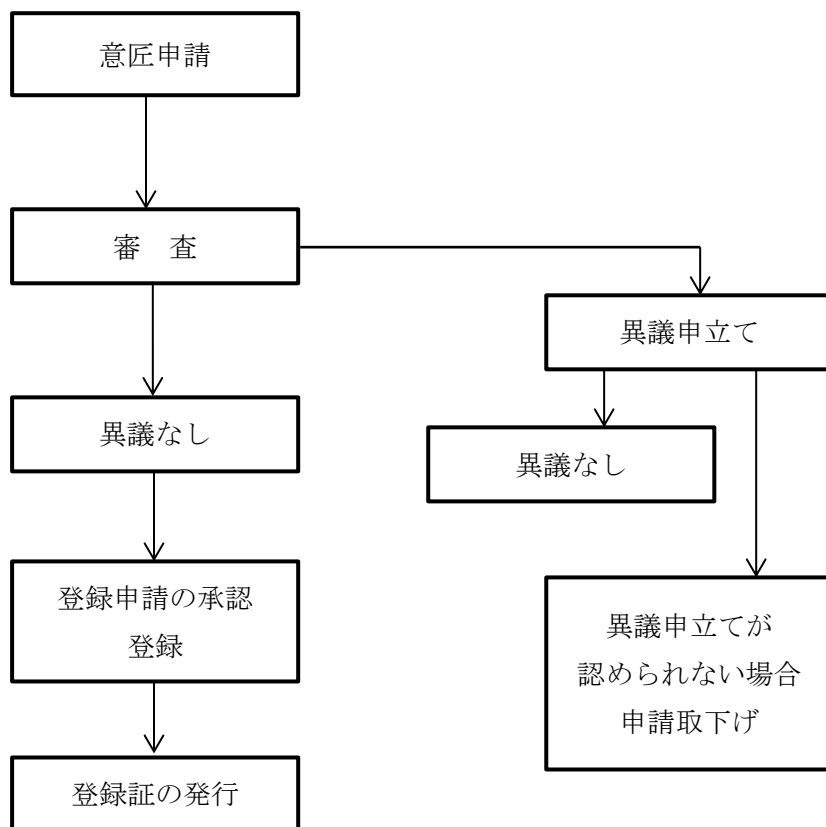 意匠申請
審　査
異議申立て
異議なし
異議なし
登録申請の承認
登録
異議申立てが
認められない場合
申請取下げ
登録証の発行